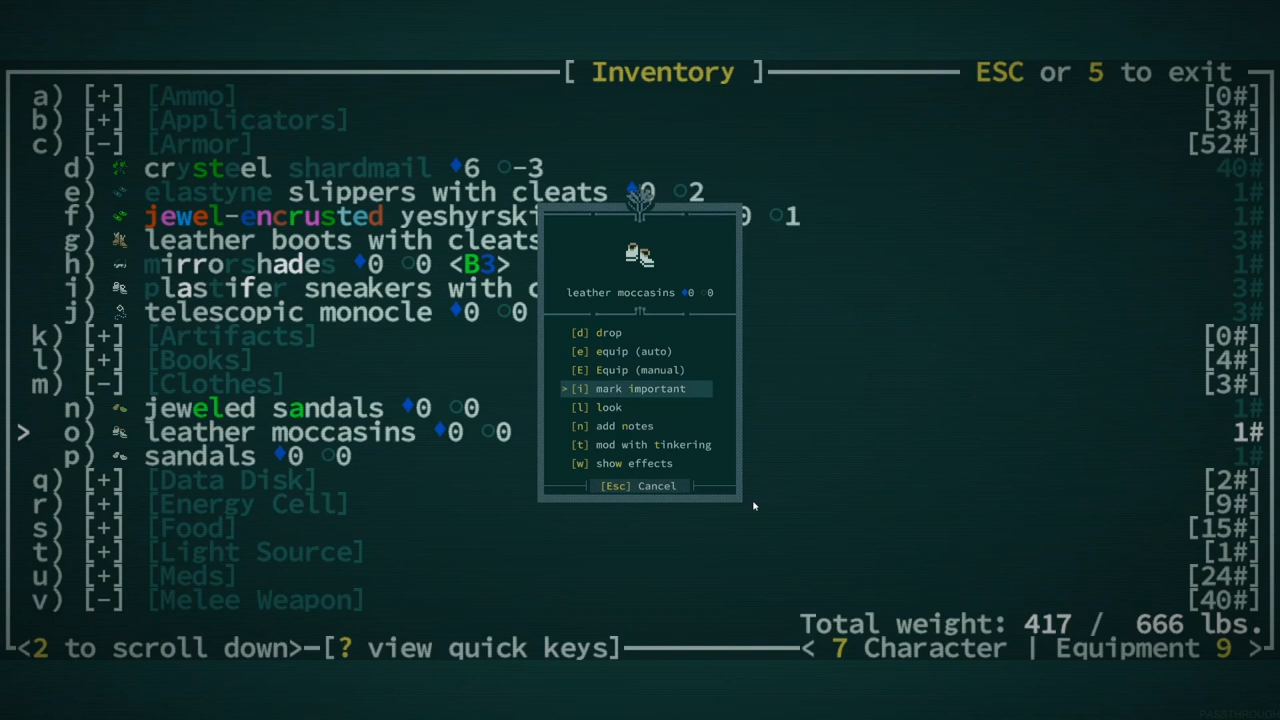 [ Inventory ] ESC or 5 to exit
a) [+] [Ammo] [0#]
b) [+] [Applicators] [3#]
c) [-] [Armor] [52#]
d) crysteel shardmail ♦6 ○-3 40#
e) elastyne slippers with cleats ♦0 ○2 1#
f) jewel-encrusted yeshyrski 0 ○1 1#
g) leather boots with cleats 3#
h) mirrorshades ♦0 ○0 <B3> 1#
i) plastifer sneakers with c 3#
j) telescopic monocle ♦0 ○0 3#
k) [+] [Artifacts] [0#]
l) [+] [Books] [4#]
m) [-] [Clothes] [3#]
n) jeweled sandals ♦0 ○0 1#
> o) leather moccasins ♦0 ○0 1#
p) sandals ♦0 ○0 1#
q) [+] [Data Disk] [2#]
r) [+] [Energy Cell] [9#]
s) [+] [Food] [15#]
t) [+] [Light Source] [1#]
u) [+] [Meds] [24#]
v) [-] [Melee Weapon] [40#]
Total weight: 417 / 666 lbs.
<2 to scroll down> [? view quick keys] < 7 Character | Equipment 9 >
leather moccasins ♦0 ○0
[d] drop
[e] equip (auto)
[E] Equip (manual)
> [i] mark important
[l] look
[n] add notes
[t] mod with tinkering
[w] show effects
[Esc] Cancel